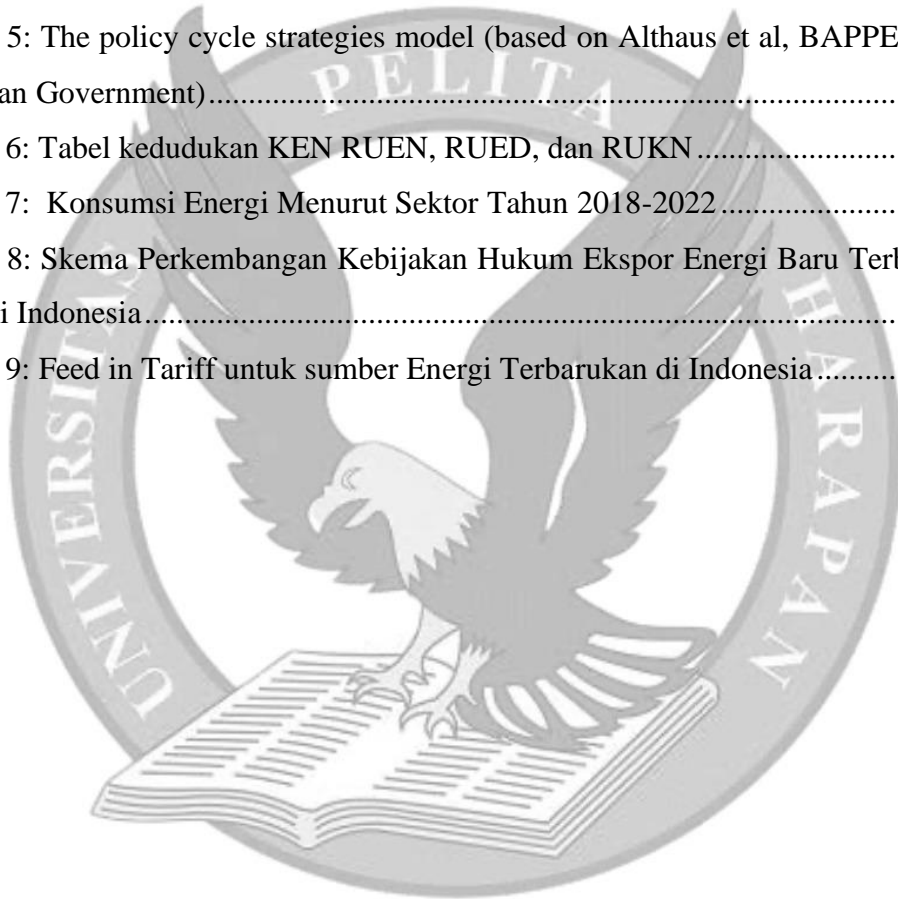 5: The policy cycle strategies model (based on Althaus et al, BAPPE
an Government)........................................................................................
6: Tabel kedudukan KEN RUEN, RUED, dan RUKN.........................
7:  Konsumsi Energi Menurut Sektor Tahun 2018-2022......................
8: Skema Perkembangan Kebijakan Hukum Ekspor Energi Baru Terb
i Indonesia................................................................................................
9: Feed in Tariff untuk sumber Energi Terbarukan di Indonesia..........
UNIVERSITAS PELITA HARAPAN